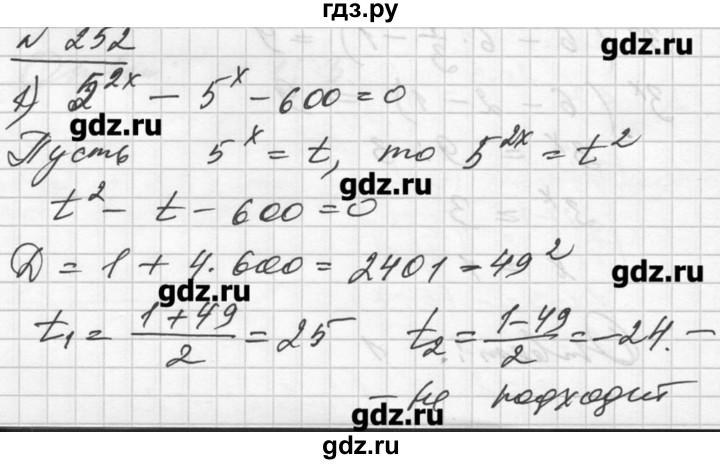 гдз.ру
N 252
gdz.ru
1) 5^{2x} - 5^x - 600 = 0
gdz.ru
Пусть 5^x = t, то 5^{2x} = t^2
gdz.ru
t^2 - t - 600 = 0
D = 1 + 4·600 = 2401 = 49^2
gdz.ru
gdz.ru
t_1 = \frac{1+49}{2} = 25 t_2 = \frac{1-49}{2} = -24. -
- не подходит
gdz.ru
gdz.ru